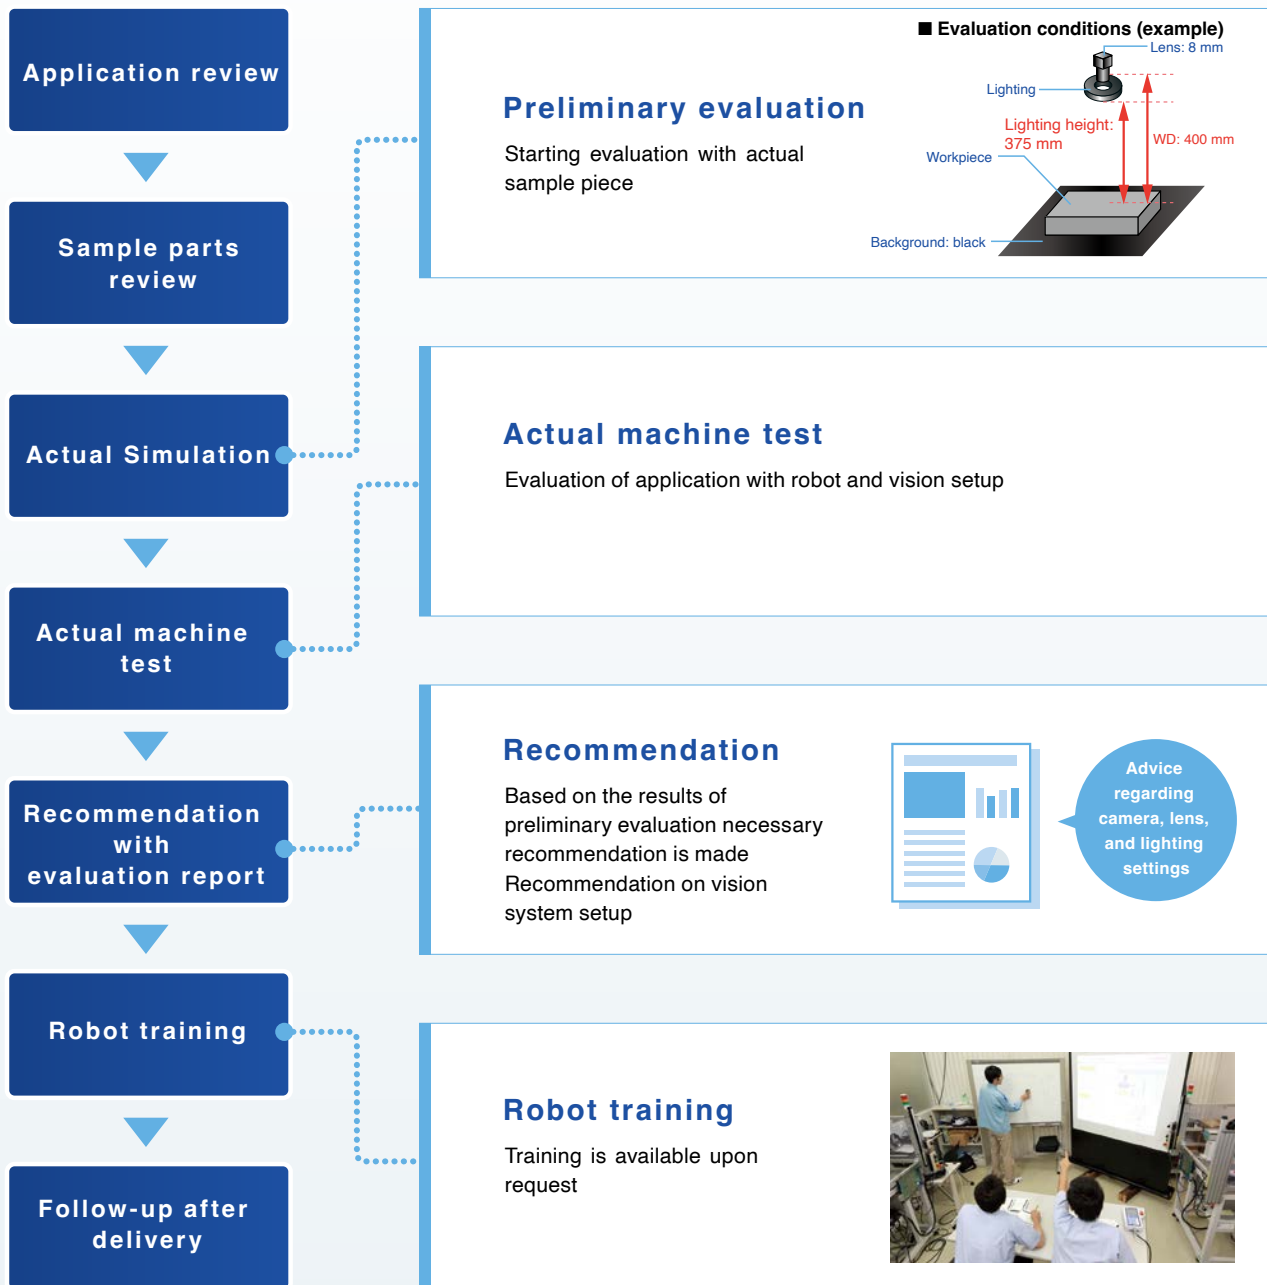 Application review
Sample parts
review
Actual Simulation
Actual machine
test
Recommendation
with
evaluation report
Robot training
Follow-up after
delivery
Preliminary evaluation
Starting evaluation with actual
sample piece
■ Evaluation conditions (example)
Lens: 8 mm
Lighting
Lighting height:
375 mm
WD: 400 mm
Workpiece
Background: black
Actual machine test
Evaluation of application with robot and vision setup
Recommendation
Based on the results of
preliminary evaluation necessary
recommendation is made
Recommendation on vision
system setup
Advice
regarding
camera, lens,
and lighting
settings
Robot training
Training is available upon
request